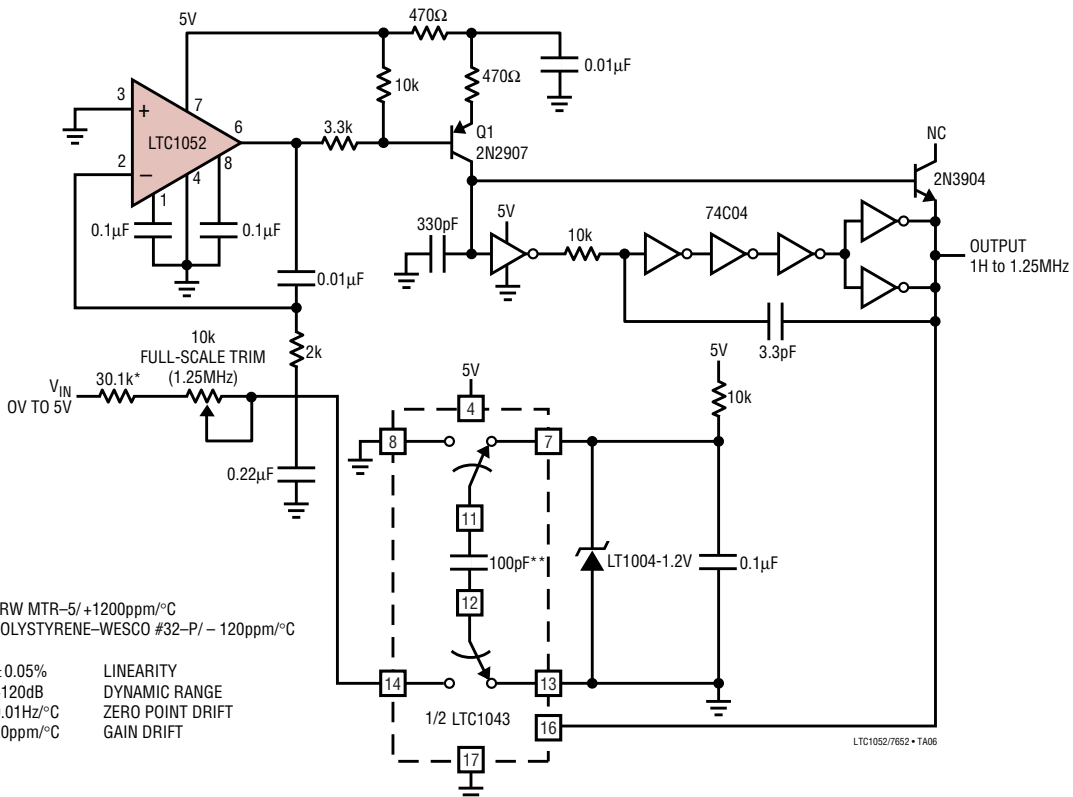 5V
470Ω
470Ω
0.01µF
10k
3
+
7
6
LTC1052
8
2
–
4
1
3.3k
Q1
2N2907
NC
2N3904
0.1µF
0.1µF
330pF
5V
10k
74C04
OUTPUT
1H to 1.25MHz
0.01µF
3.3pF
10k
FULL-SCALE TRIM
(1.25MHz)
2k
VIN
0V TO 5V
30.1k*
5V
5V
10k
4
8
7
0.22µF
11
100pF**
LT1004-1.2V
0.1µF
12
RW MTR–5/ +1200ppm/°C
OLYSTYRENE–WESCO #32–P/ – 120ppm/°C
0.05% LINEARITY
120dB DYNAMIC RANGE
.01Hz/°C ZERO POINT DRIFT
0ppm/°C GAIN DRIFT
14
13
1/2 LTC1043
16
17
LTC1052/7652 • TA06